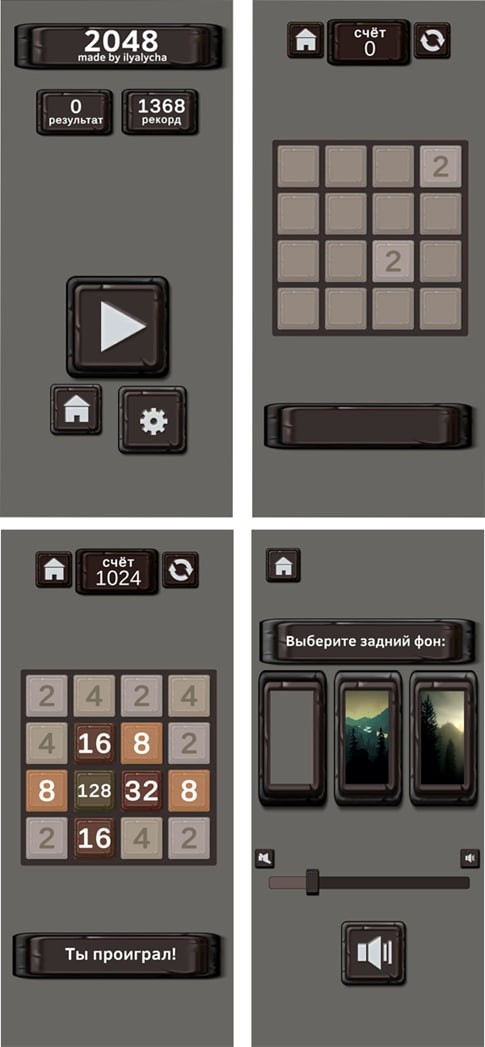 2048
made by ilyalycha
0
результат
1368
рекорд
счёт
0
2
2
счёт
1024
2 4 2 4
4 16 8 2
8 128 32 8
2 16 4 2
Ты проиграл!
Выберите задний фон: